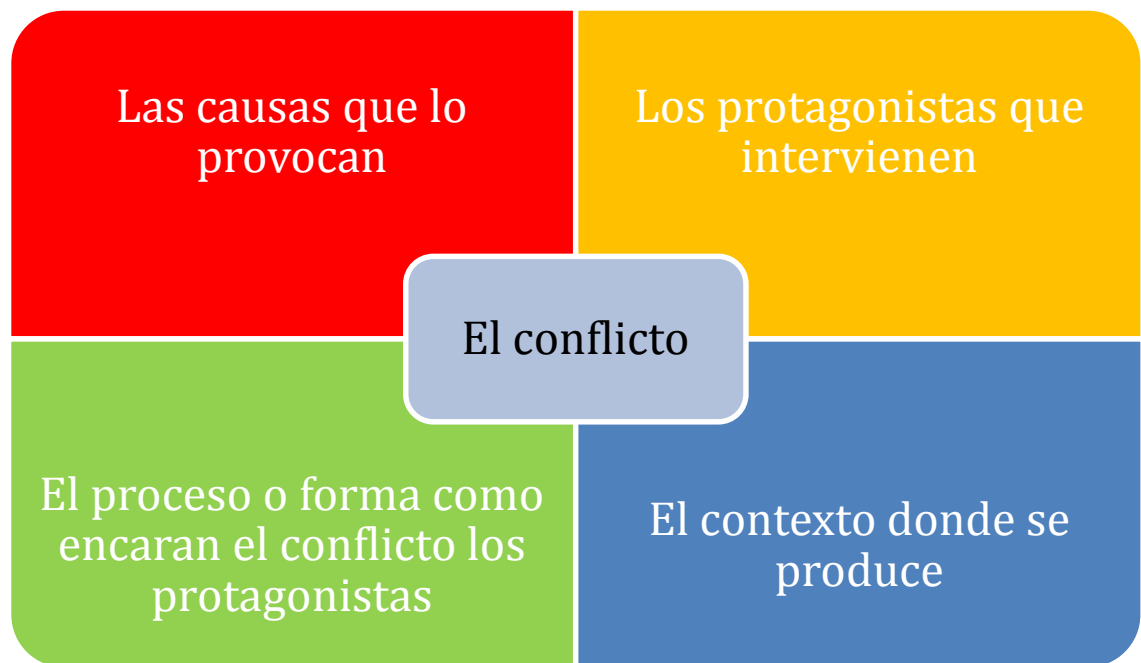 Las causas que lo
provocan
Los protagonistas que
intervienen
El conflicto
El proceso o forma como
encaran el conflicto los
protagonistas
El contexto donde se
produce